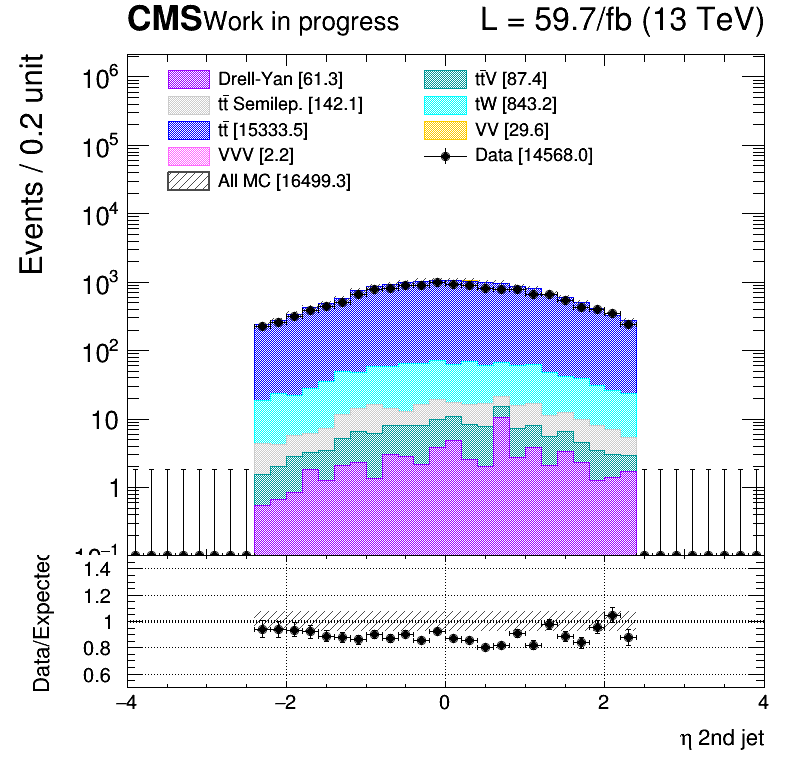 CMS Work in progress L = 59.7/fb (13 TeV)
Drell-Yan [61.3] tt̄V [87.4]
tt̄ Semilep. [142.1] tW [843.2]
tt̄ [15333.5] VV [29.6]
VVV [2.2] Data [14568.0]
All MC [16499.3]
Events / 0.2 unit
10⁶
10⁵
10⁴
10³
10²
10
1
10⁻¹
Data/Expected
1.4
1.2
1
0.8
0.6
−4 −2 0 2 4
η 2nd jet